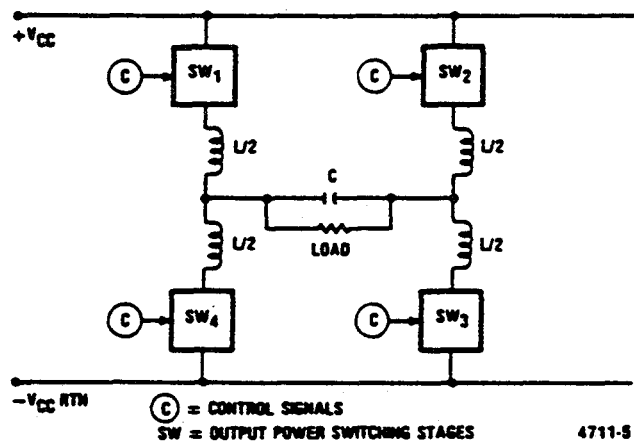 +VCC
C SW1 C SW2
L/2 C L/2
L/2 LOAD L/2
C SW4 C SW3
-VCC RTN
C = CONTROL SIGNALS
SW = OUTPUT POWER SWITCHING STAGES 4711-5